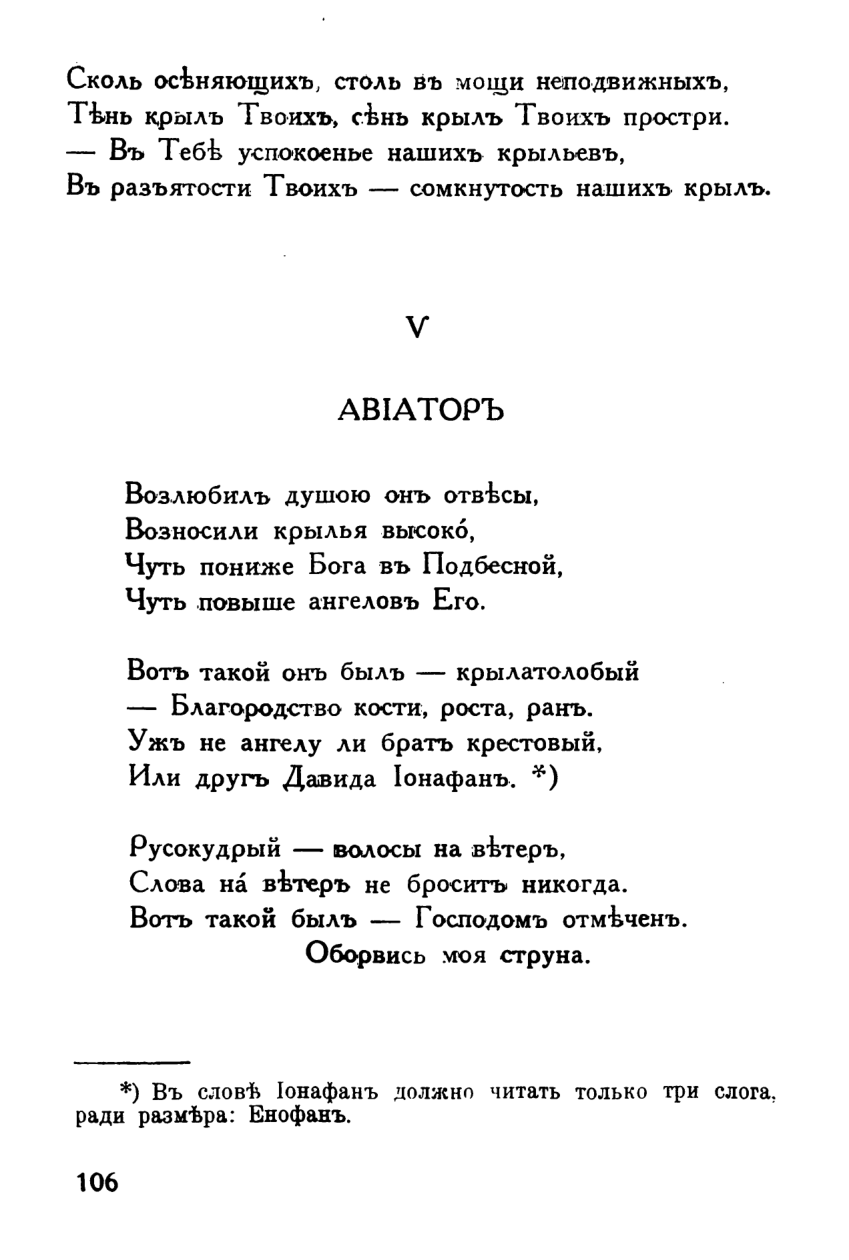 Сколь осѣняющихъ, столь въ мощи неподвижныхъ,
Тѣнь крылъ Твоихъ, сѣнь крылъ Твоихъ простри.
— Въ Тебѣ успокоенье нашихъ крыльевъ,
Въ разъятости Твоихъ — сомкнутость нашихъ крылъ.
V
АВІАТОРЪ
Возлюбилъ душою онъ отвѣсы,
Возносили крылья высоко́,
Чуть пониже Бога въ Подбесной,
Чуть повыше ангеловъ Его.
Вотъ такой онъ былъ — крылатолобый
— Благородство кости, роста, ранъ.
Ужъ не ангелу ли братъ крестовый,
Или другъ Давида Іонафанъ. *)
Русокудрый — волосы на вѣтеръ,
Слова на́ вѣтеръ не броситъ никогда.
Вотъ такой былъ — Господомъ отмѣченъ.
Оборвись моя струна.
*) Въ словѣ Іонафанъ должно читать только три слога,
ради размѣра: Енофанъ.
106